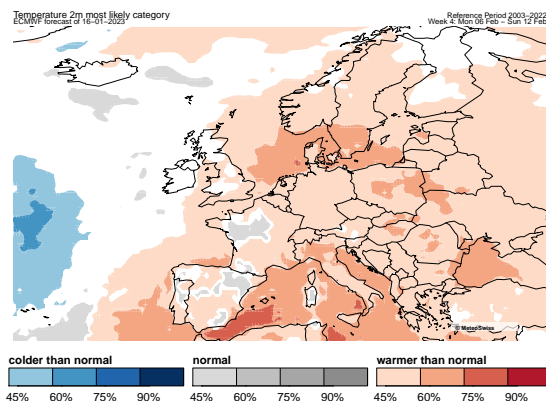 Temperature 2m most likely category
ECMWF forecast of 16−01−2023
Reference Period 2003−2022
Week 4: Mon 06 Feb − Sun 12 Feb
© MeteoSwiss
colder than normal
normal
warmer than normal
45% 60% 75% 90%
45% 60% 75% 90%
45% 60% 75% 90%